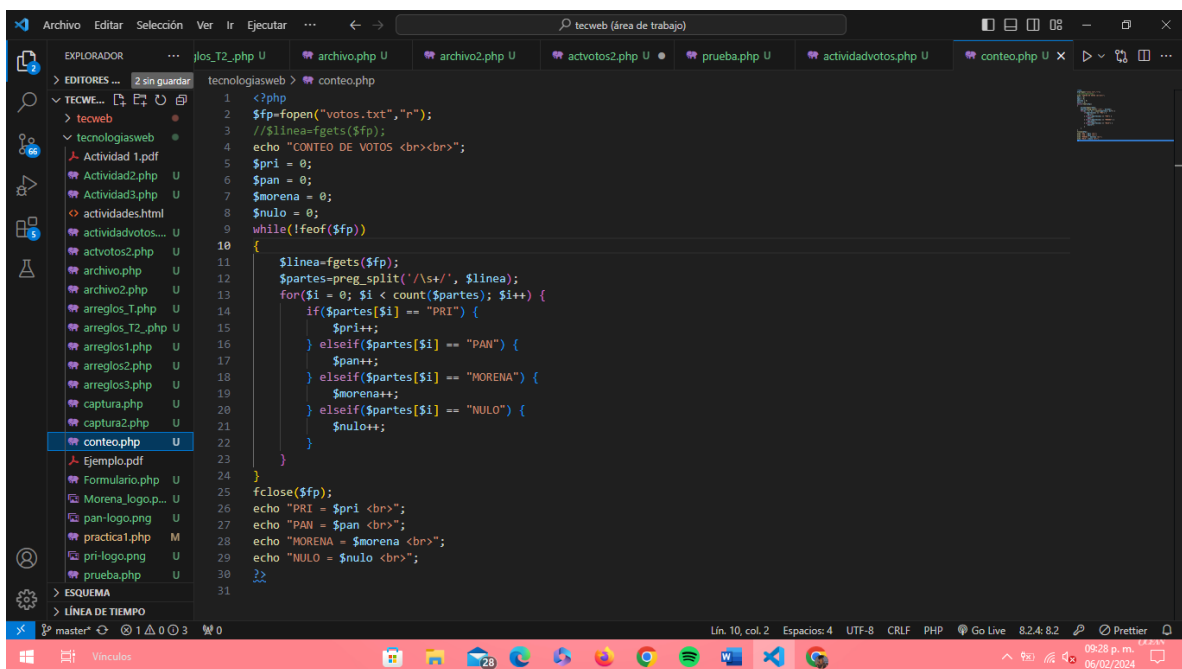 Archivo Editar Selección Ver Ir Ejecutar ··· tecweb (área de trabajo)
EXPLORADOR ··· glos_T2_.php U archivo.php U archivo2.php U actvotos2.php U ● prueba.php U actividadvotos.php U conteo.php U
EDITORES ... 2 sin guardar tecnologiasweb > conteo.php
TECWE...
tecweb
tecnologiasweb
Actividad 1.pdf
Actividad2.php U
Actividad3.php U
actividades.html
actividadvotos.... U
actvotos2.php U
archivo.php U
archivo2.php U
arreglos_T.php U
arreglos_T2_.php U
arreglos1.php U
arreglos2.php U
arreglos3.php U
captura.php U
captura2.php U
conteo.php U
Ejemplo.pdf
Formulario.php U
Morena_logo.p... U
pan-logo.png U
practica1.php M
pri-logo.png U
prueba.php U
ESQUEMA
LÍNEA DE TIEMPO
2
66
5
1 <?php
2 $fp=fopen("votos.txt","r");
3 //$linea=fgets($fp);
4 echo "CONTEO DE VOTOS <br><br>";
5 $pri = 0;
6 $pan = 0;
7 $morena = 0;
8 $nulo = 0;
9 while(!feof($fp))
10 {
11 $linea=fgets($fp);
12 $partes=preg_split('/\s+/', $linea);
13 for($i = 0; $i < count($partes); $i++) {
14 if($partes[$i] == "PRI") {
15 $pri++;
16 } elseif($partes[$i] == "PAN") {
17 $pan++;
18 } elseif($partes[$i] == "MORENA") {
19 $morena++;
20 } elseif($partes[$i] == "NULO") {
21 $nulo++;
22 }
23 }
24 }
25 fclose($fp);
26 echo "PRI = $pri <br>";
27 echo "PAN = $pan <br>";
28 echo "MORENA = $morena <br>";
29 echo "NULO = $nulo <br>";
30 ?>
31
master* 1 0 3 0 Lín. 10, col. 2 Espacios: 4 UTF-8 CRLF PHP Go Live 8.2.4: 8.2 Prettier
Vínculos 28 09:28 p. m.
06/02/2024